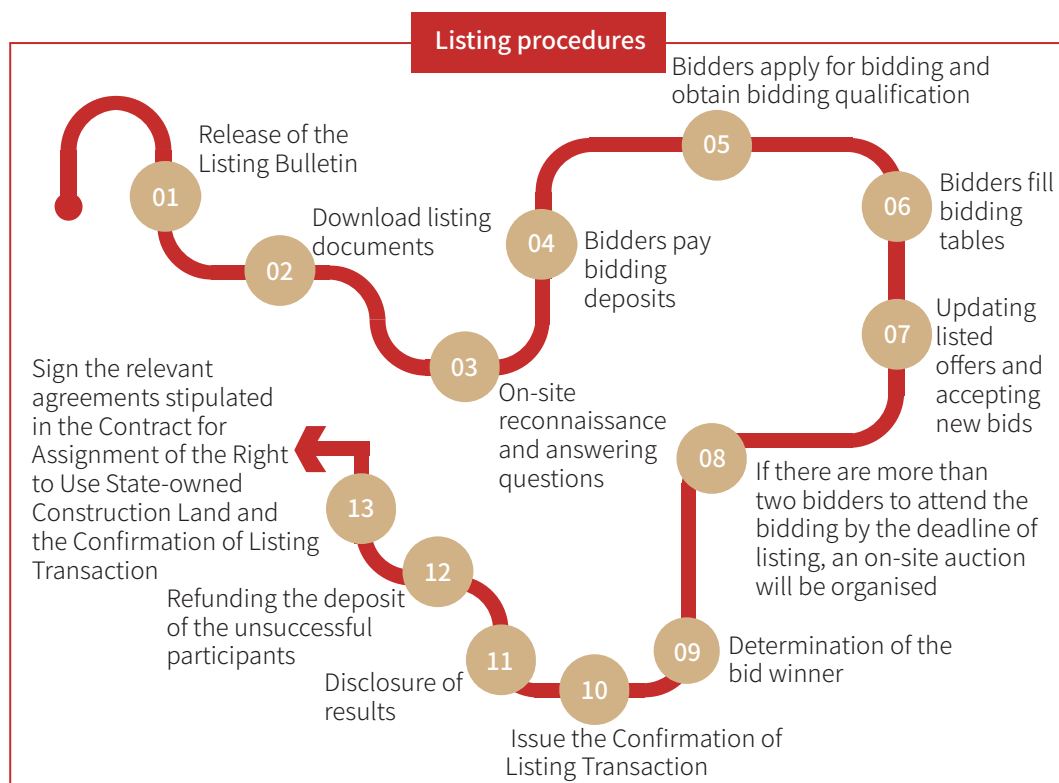 Listing procedures
01
Release of the
Listing Bulletin
02
Download listing
documents
03
On-site
reconnaissance
and answering
questions
04
Bidders pay
bidding
deposits
05
Bidders apply for bidding and
obtain bidding qualification
06
Bidders fill
bidding
tables
07
Updating
listed
offers and
accepting
new bids
08
If there are more than
two bidders to attend the
bidding by the deadline of
listing, an on-site auction
will be organised
09
Determination of the
bid winner
10
Issue the Confirmation of
Listing Transaction
11
Disclosure of
results
12
Refunding the deposit
of the unsuccessful
participants
13
Sign the relevant
agreements stipulated
in the Contract for
Assignment of the Right
to Use State-owned
Construction Land and
the Confirmation of Listing
Transaction